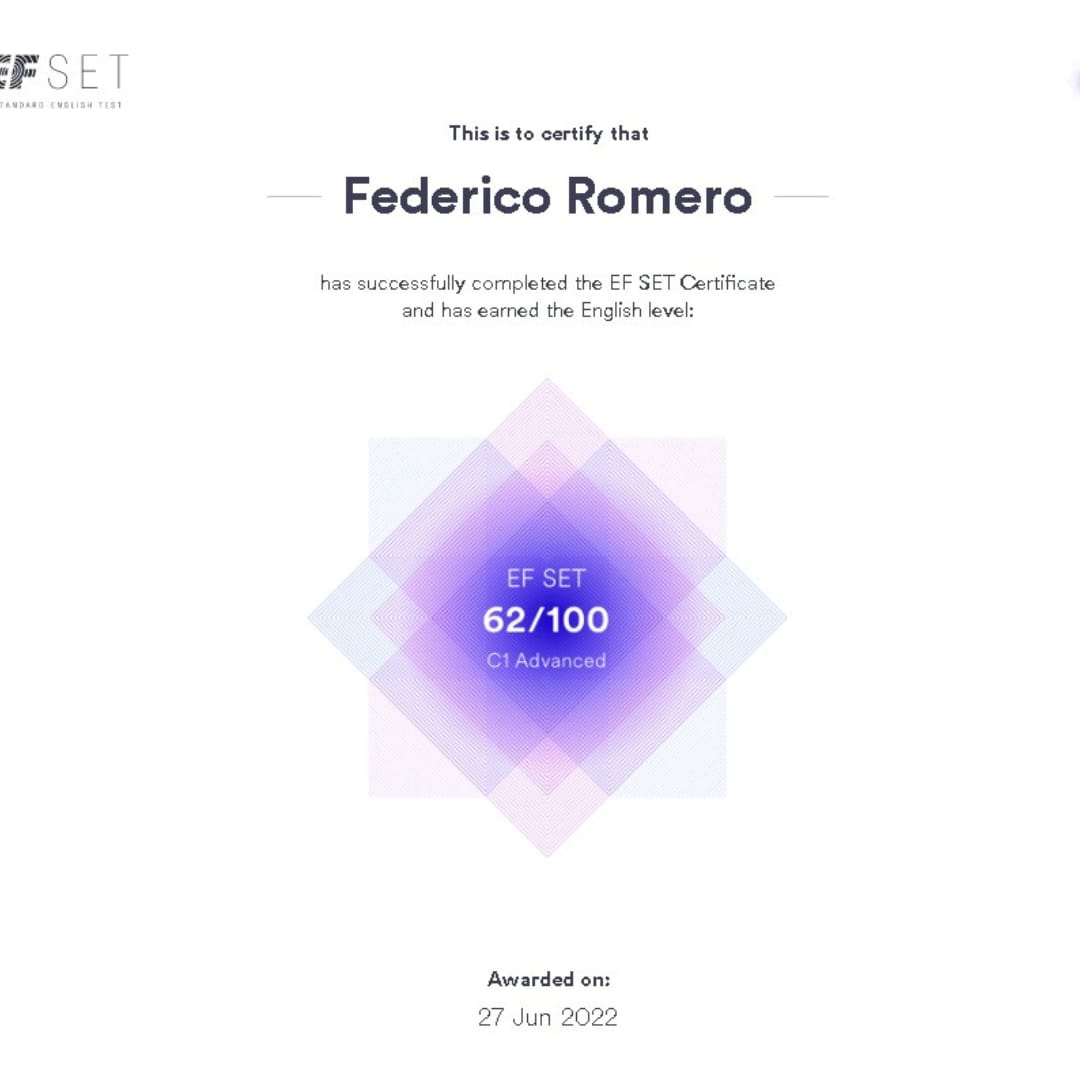 EF SET
STANDARD ENGLISH TEST
This is to certify that
Federico Romero
has successfully completed the EF SET Certificate
and has earned the English level:
EF SET
62/100
C1 Advanced
Awarded on:
27 Jun 2022